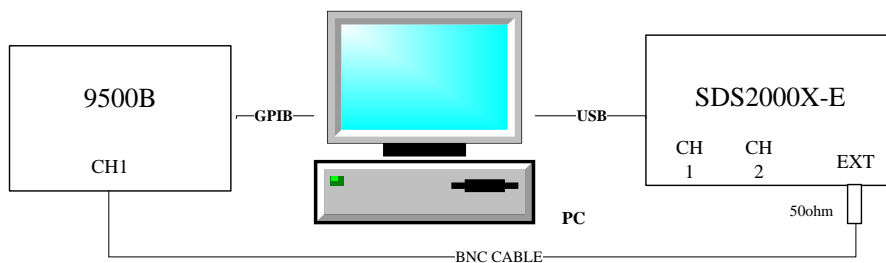 9500B
SDS2000X-E
GPIB
USB
CH1
CH
1
CH
2
EXT
PC
50ohm
BNC CABLE